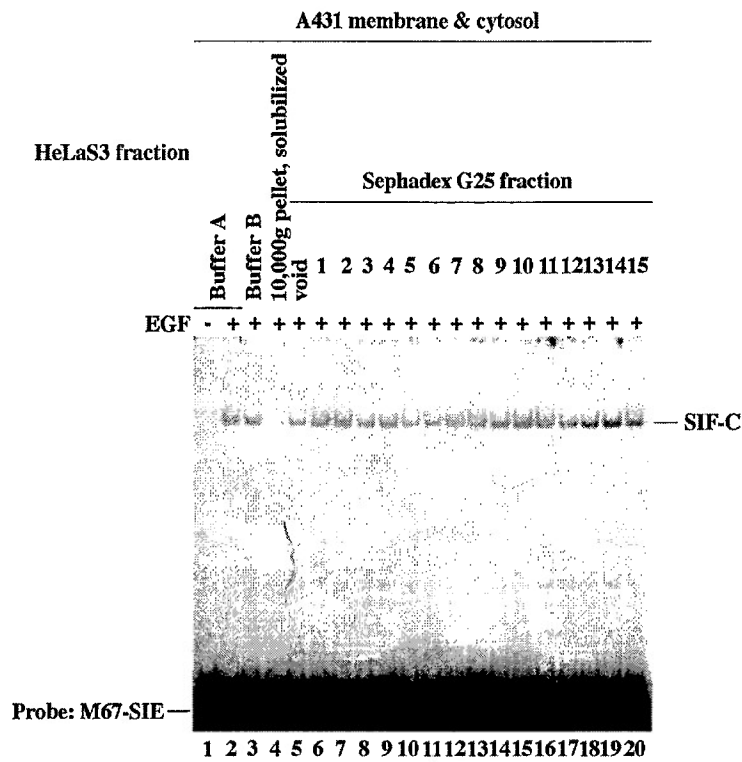 A431 membrane & cytosol
HeLaS3 fraction
Buffer A
Buffer B
10,000g pellet, solubilized
void
Sephadex G25 fraction
1 2 3 4 5 6 7 8 9 10 11 12 13 14 15
EGF - + + + + + + + + + + + + + + + + + + +
SIF-C
Probe: M67-SIE
1 2 3 4 5 6 7 8 9 10 11 12 13 14 15 16 17 18 19 20